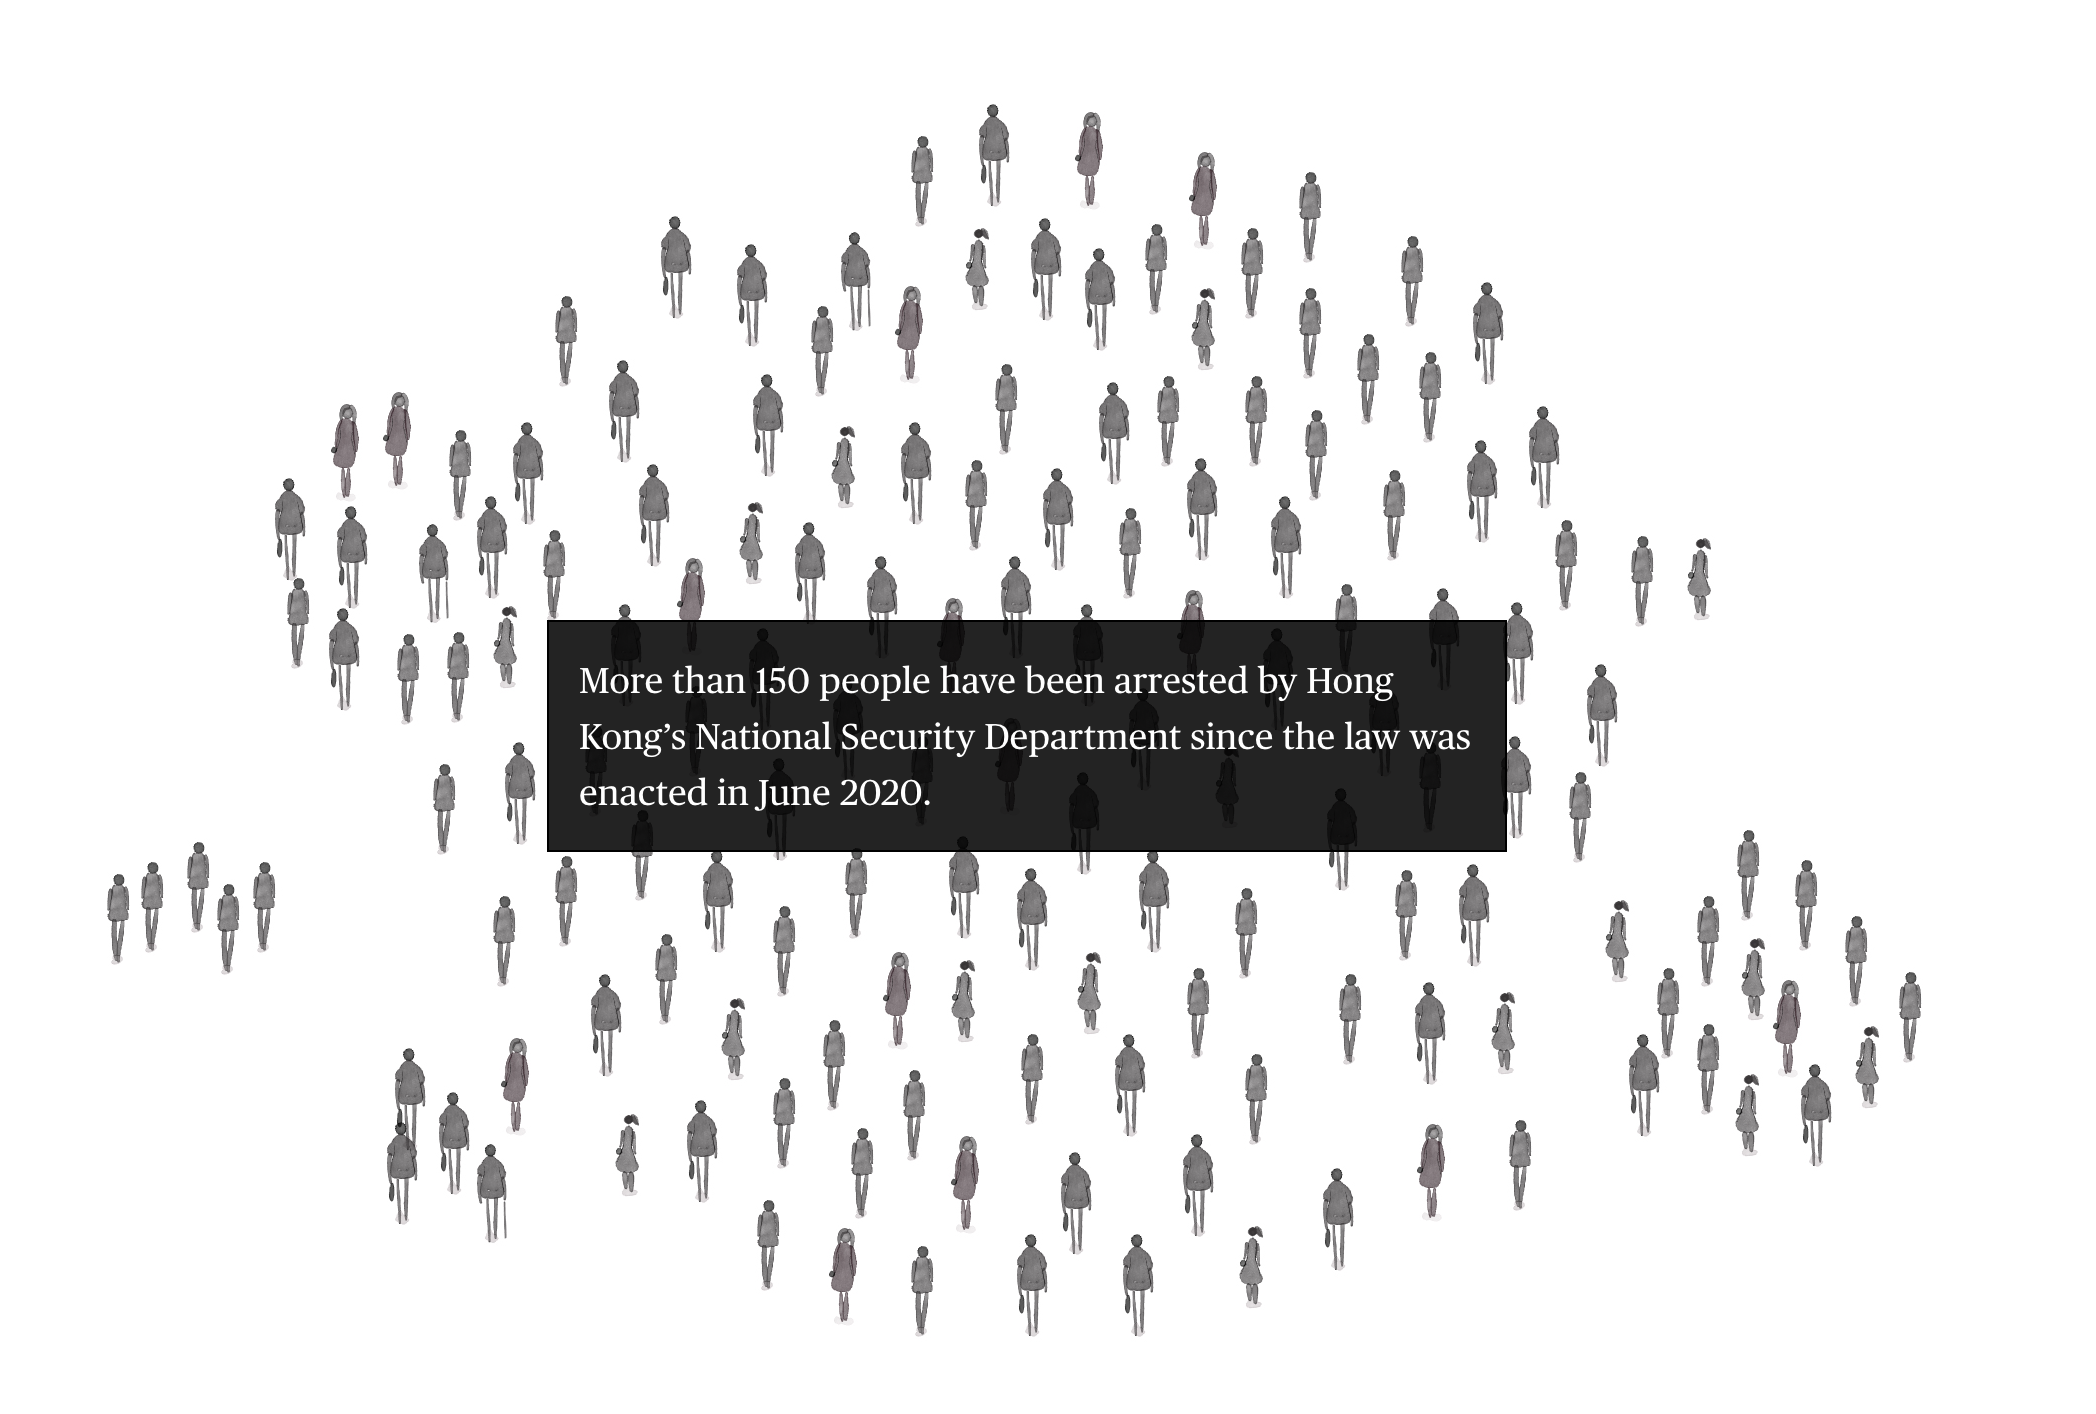 More than 150 people have been arrested by Hong
Kong’s National Security Department since the law was
enacted in June 2020.